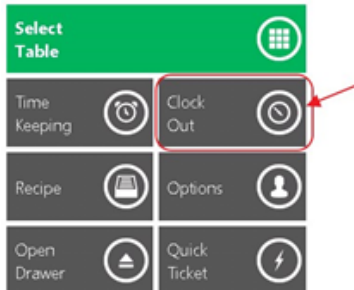 Select
Table
Time
Keeping
Clock
Out
Recipe
Options
Open
Drawer
Quick
Ticket